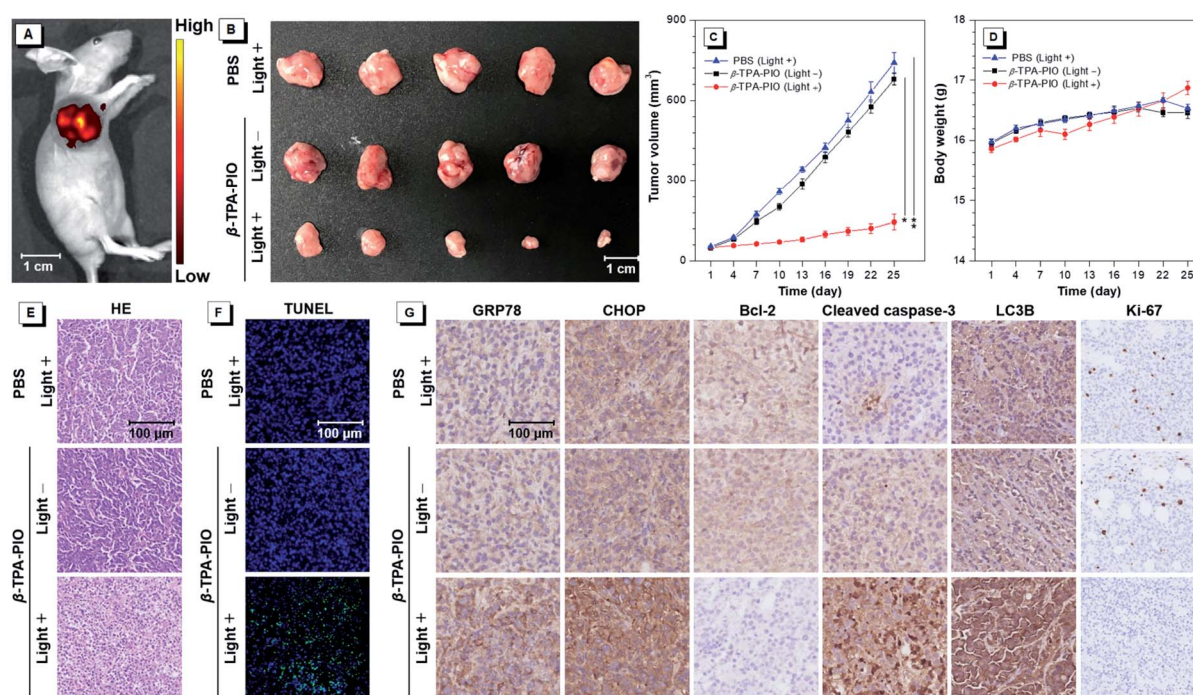 A
High
Low
1 cm
B
PBS
Light +
β-TPA-PIO
Light −
Light +
1 cm
C
PBS (Light +)
β-TPA-PIO (Light −)
β-TPA-PIO (Light +)
Tumor volume (mm³)
900
600
300
0
1 4 7 10 13 16 19 22 25
Time (day)
*
**
D
PBS (Light +)
β-TPA-PIO (Light −)
β-TPA-PIO (Light +)
Body weight (g)
18
17
16
15
14
1 4 7 10 13 16 19 22 25
Time (day)
E
HE
PBS
Light +
β-TPA-PIO
Light −
Light +
100 μm
F
TUNEL
PBS
Light +
β-TPA-PIO
Light −
Light +
100 μm
G
GRP78 CHOP Bcl-2 Cleaved caspase-3 LC3B Ki-67
PBS
Light +
β-TPA-PIO
Light −
Light +
100 μm